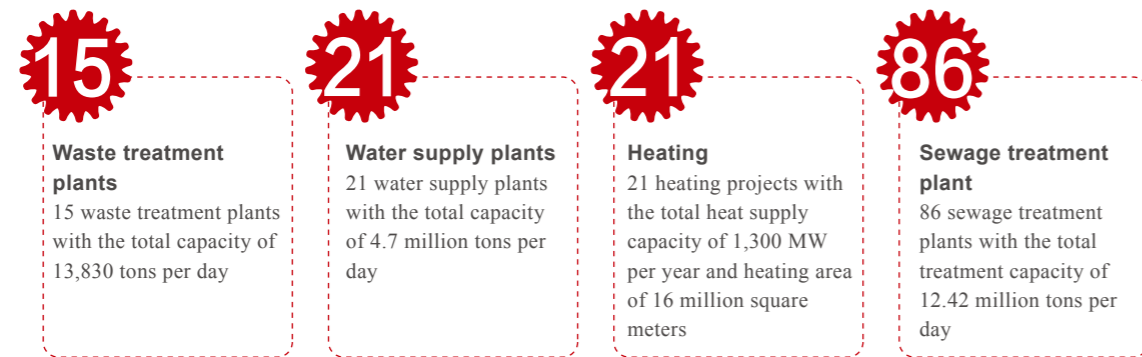 15
Waste treatment
plants
15 waste treatment plants
with the total capacity of
13,830 tons per day
21
Water supply plants
21 water supply plants
with the total capacity
of 4.7 million tons per
day
21
Heating
21 heating projects with
the total heat supply
capacity of 1,300 MW
per year and heating area
of 16 million square
meters
86
Sewage treatment
plant
86 sewage treatment
plants with the total
treatment capacity of
12.42 million tons per
day